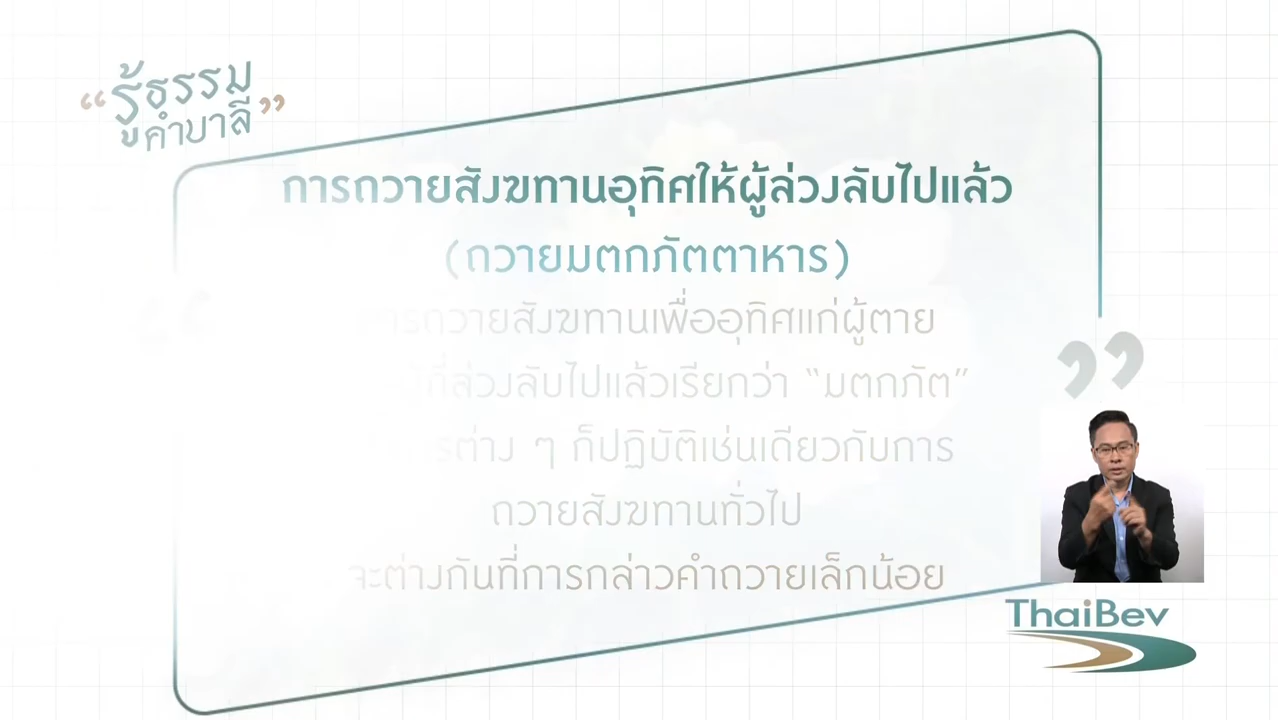 “รู้ธรรม
คำบาลี”
การถวายสังฆทานอุทิศให้ผู้ล่วงลับไปแล้ว
(ถวายมตกภัตตาหาร)
การถวายสังฆทานเพื่ออุทิศแก่ผู้ตาย
ที่ล่วงลับไปแล้วเรียกว่า “มตกภัต”
ต่าง ๆ ก็ปฏิบัติเช่นเดียวกับการ
ถวายสังฆทานทั่วไป
จะต่างกันที่การกล่าวคำถวายเล็กน้อย
ThaiBev